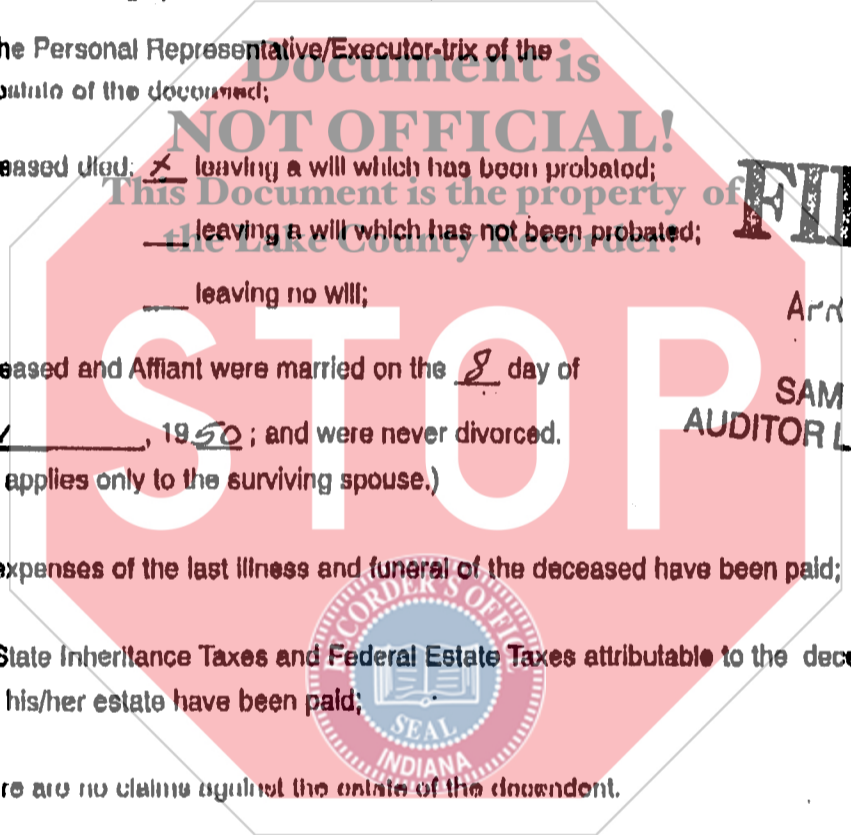 he Personal Representative/Executor-trix of the
Document is
of the
NOT OFFICIAL!
eased died: x leaving a will which has been probated;
This Document is the property of
FI
leaving a will which has not been probated;
the Lake County Recorder!
leaving no will;
STOP
eased and Affiant were married on the 8 day of
SAM
, 1950; and were never divorced.
AUDITOR L
applies only to the surviving spouse.)
expenses of the last illness and funeral of the deceased have been paid;
RECORDER'S OFFICE
State Inheritance Taxes and Federal Estate Taxes attributable to the dece
his/her estate have been paid;
SEAL
INDIANA
re are no claims against the estate of the decendent.